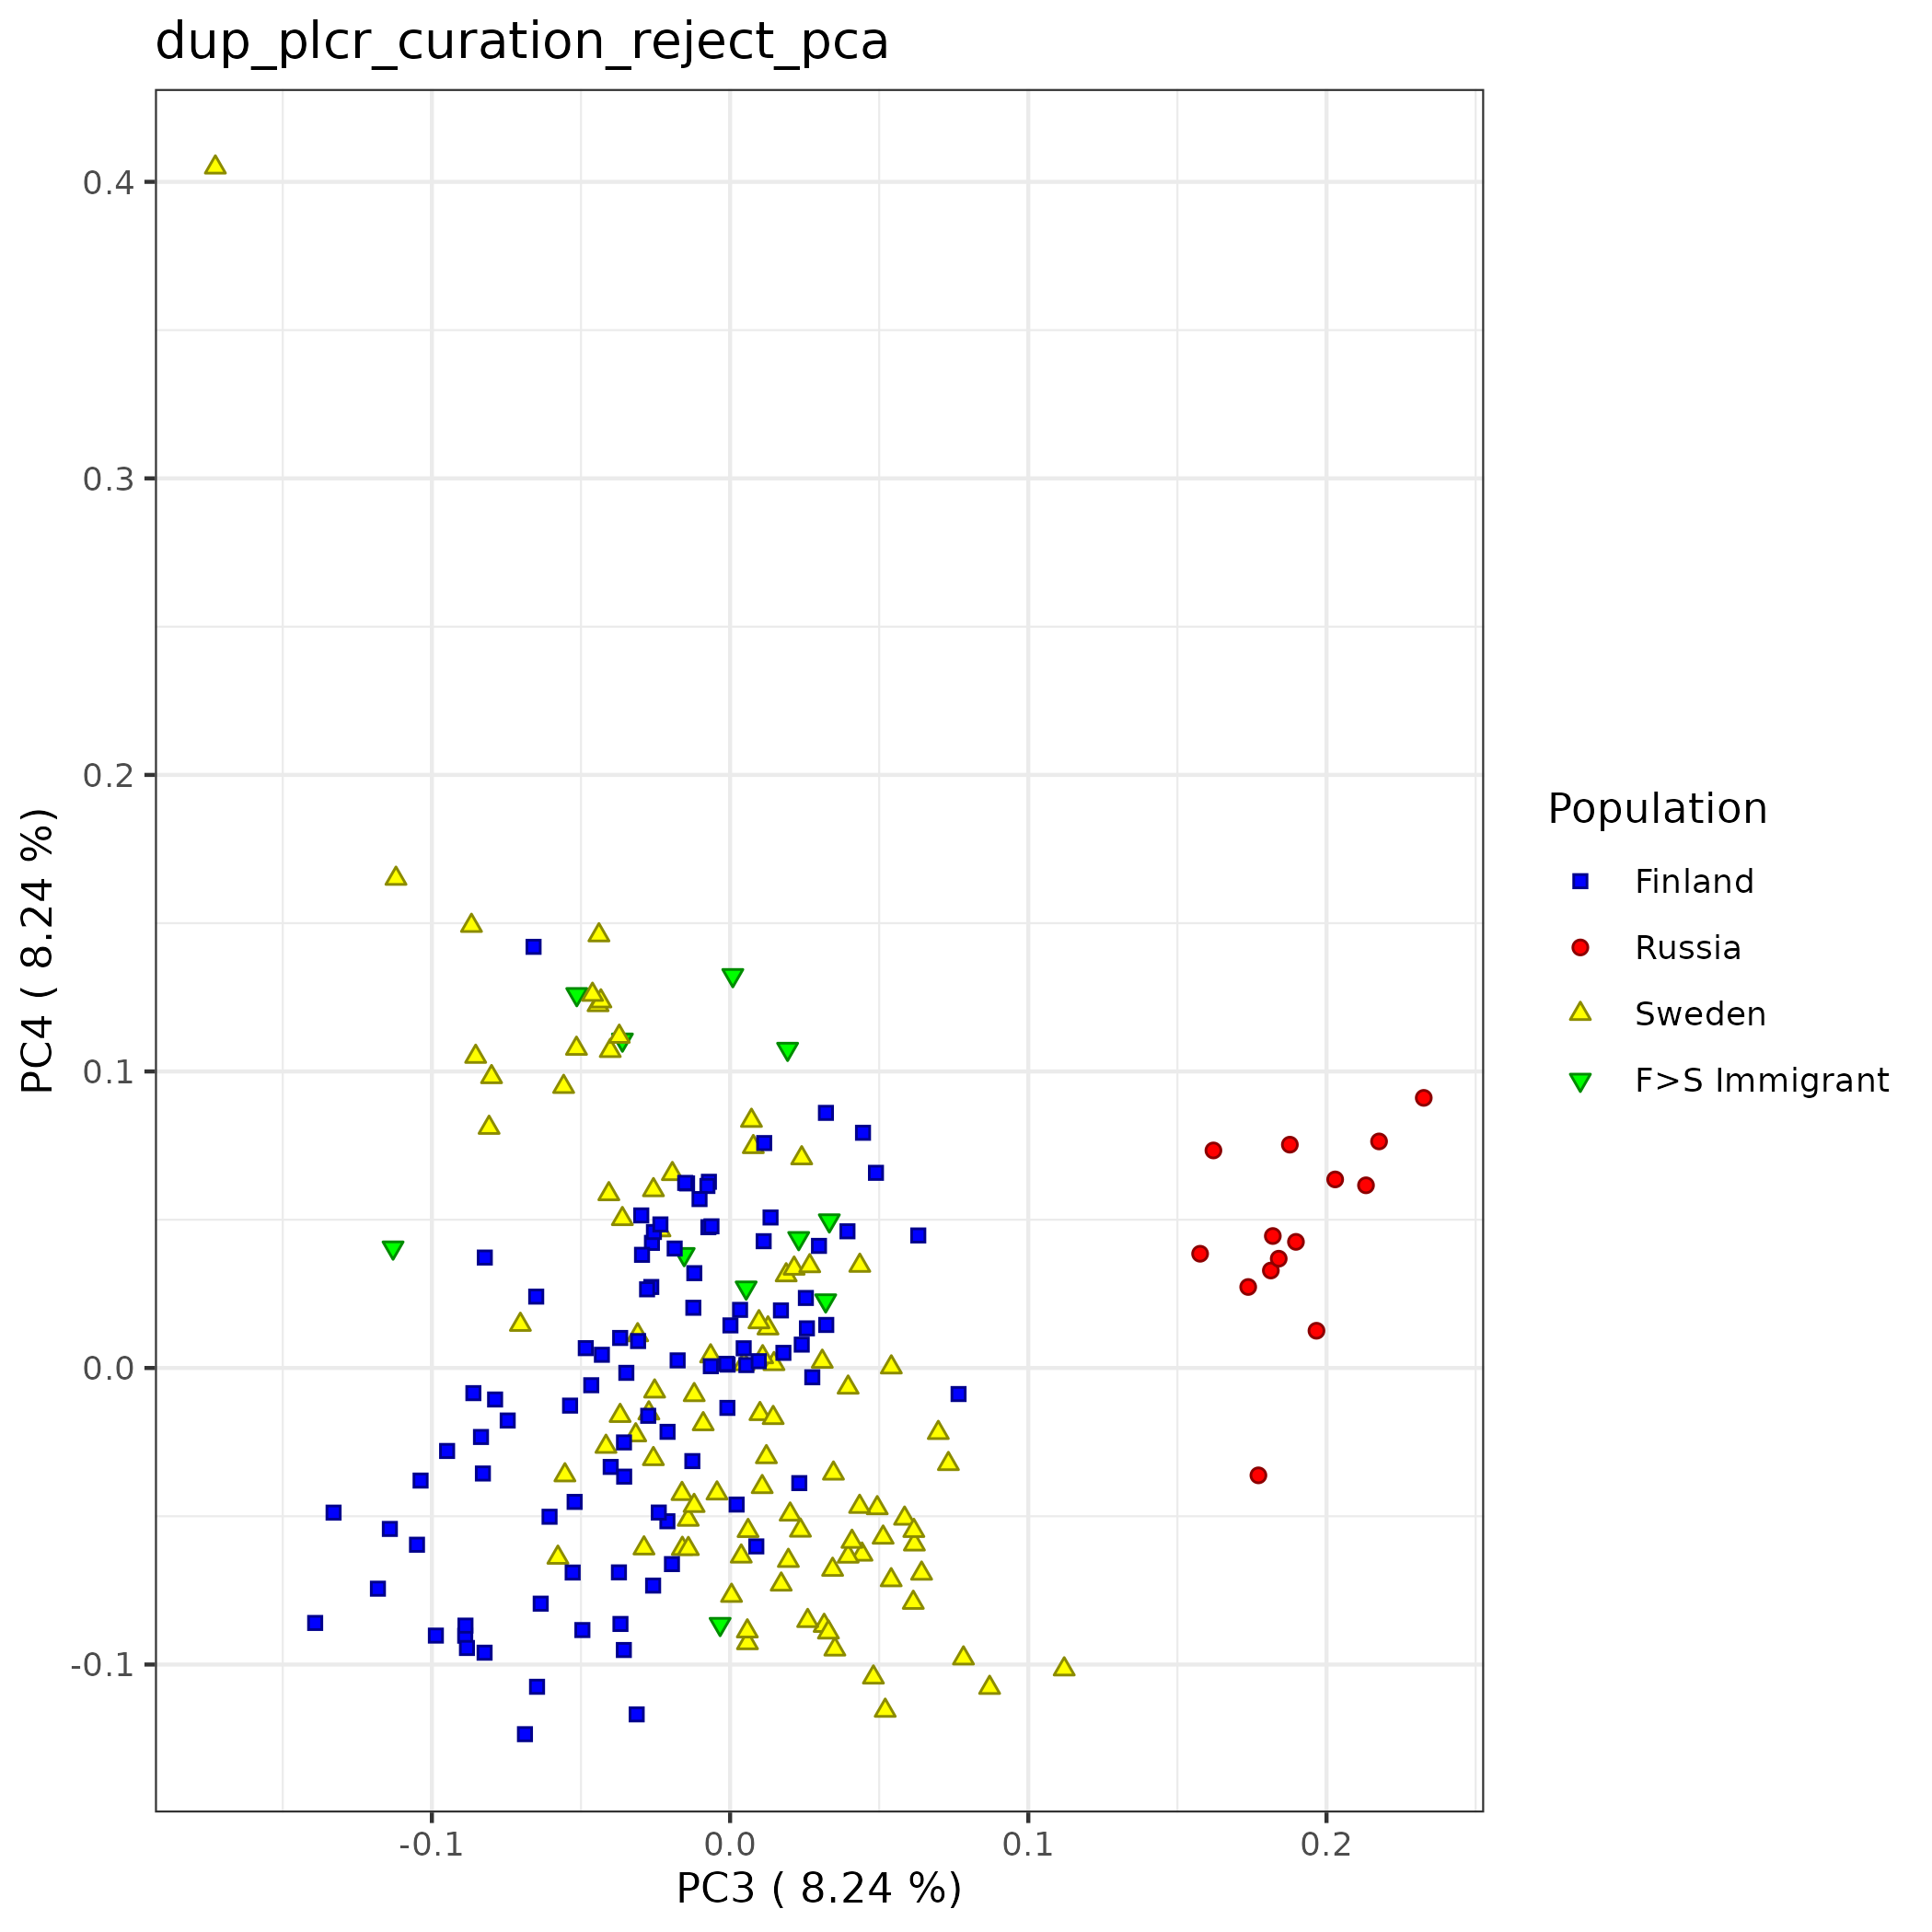 dup_plcr_curation_reject_pca
0.4
0.3
0.2
0.1
0.0
-0.1
PC4 ( 8.24 %)
-0.1 0.0 0.1 0.2
PC3 ( 8.24 %)
Population
Finland
Russia
Sweden
F>S Immigrant